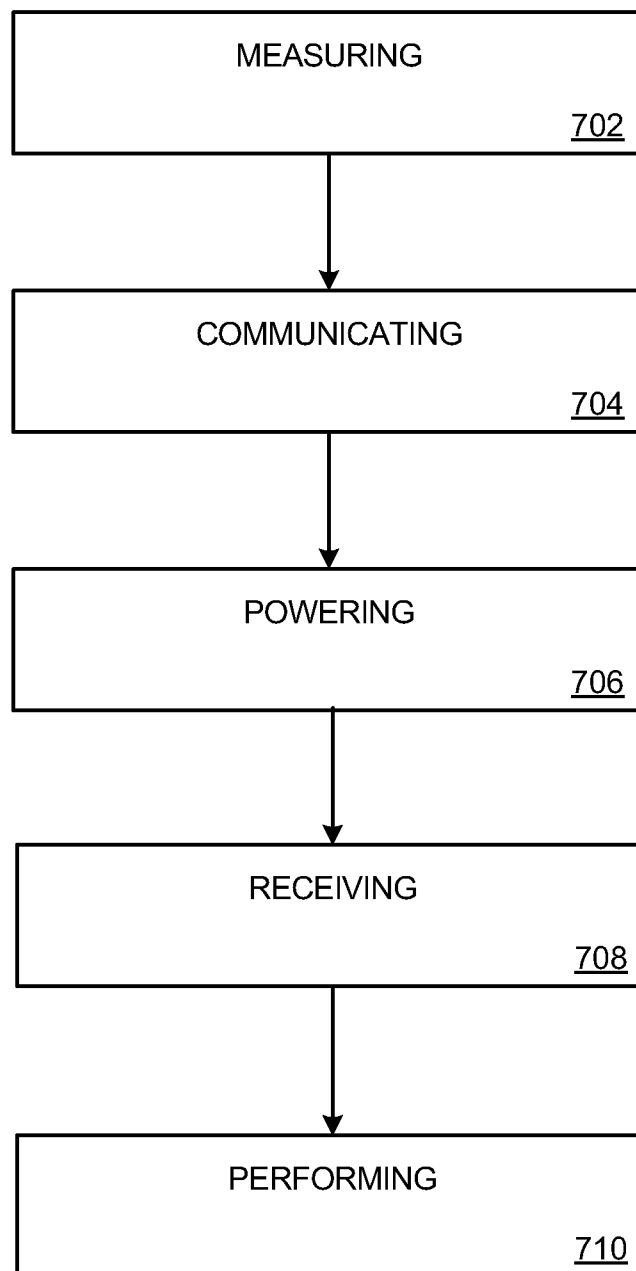 MEASURING
702
COMMUNICATING
704
POWERING
706
RECEIVING
708
PERFORMING
710